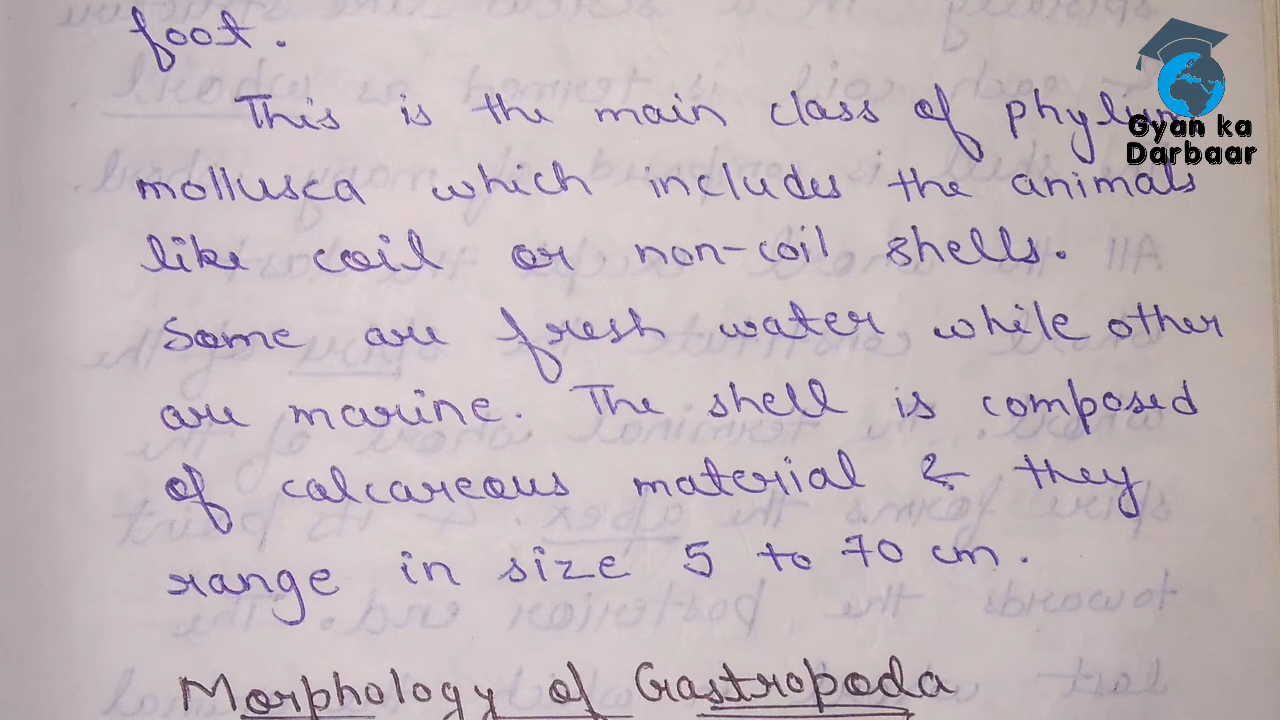 foot.
This is the main class of phylum
mollusca which includes the animals
like coil or non-coil shells.
Some are fresh water while other
are marine. The shell is composed
of calcareous material & they
range in size 5 to 70 cm.
Morphology of Gastropoda
Gyan ka
Darbaar